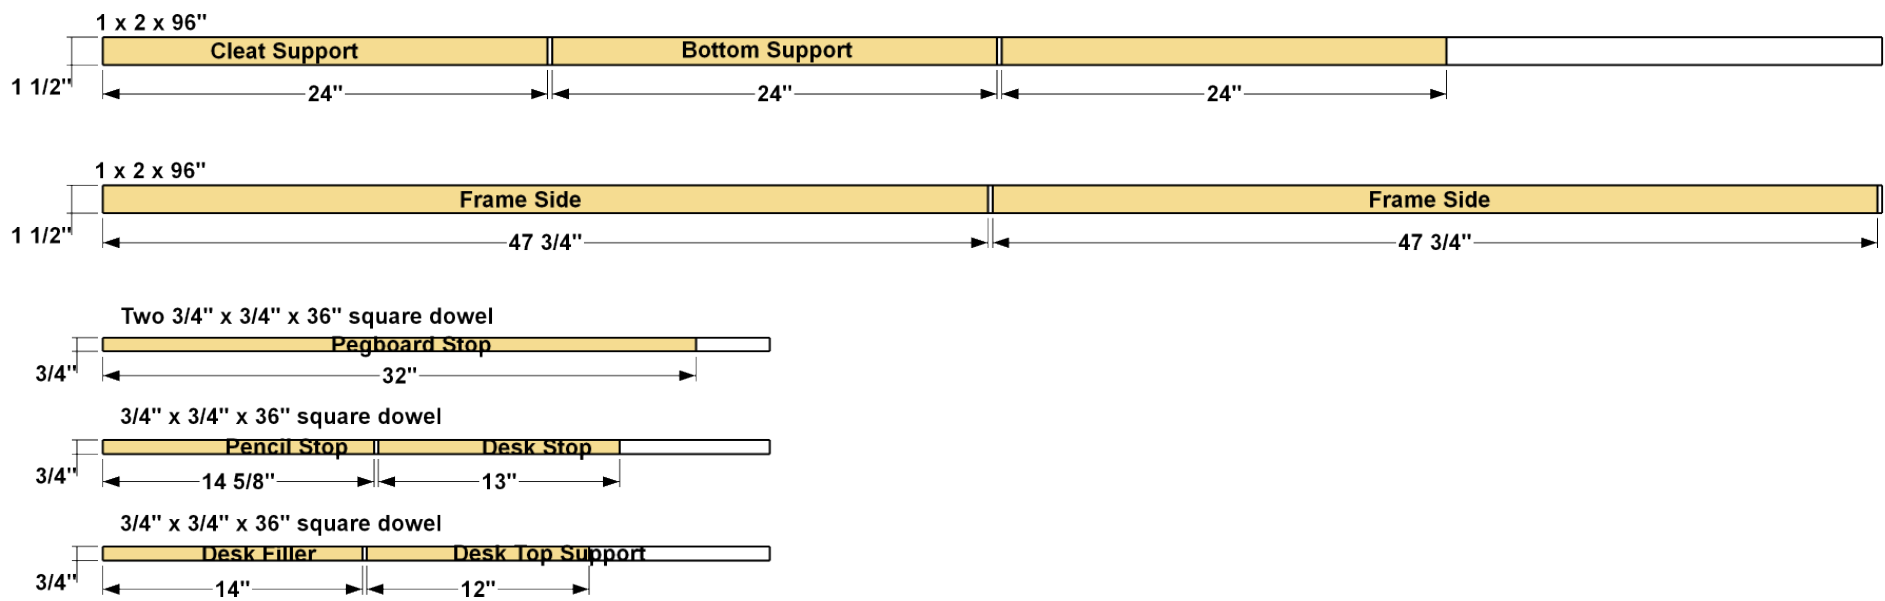 1 x 2 x 96"
Cleat Support
Bottom Support
1 1/2"
24"
24"
24"
1 x 2 x 96"
Frame Side
Frame Side
1 1/2"
47 3/4"
47 3/4"
Two 3/4" x 3/4" x 36" square dowel
Pegboard Stop
3/4"
32"
3/4" x 3/4" x 36" square dowel
Pencil Stop
Desk Stop
3/4"
14 5/8"
13"
3/4" x 3/4" x 36" square dowel
Desk Filler
Desk Top Support
3/4"
14"
12"